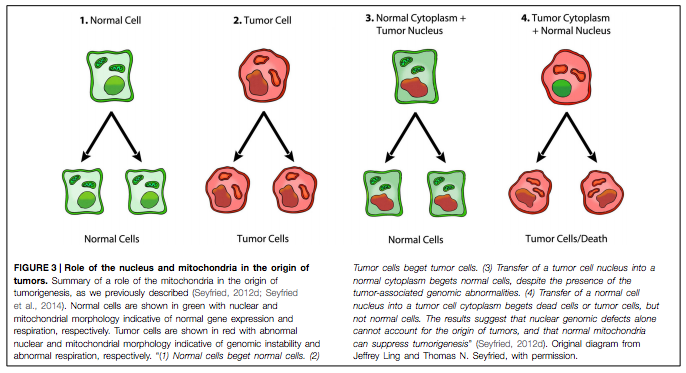 1. Normal Cell
2. Tumor Cell
3. Normal Cytoplasm +
Tumor Nucleus
4. Tumor Cytoplasm
+ Normal Nucleus
Normal Cells
Tumor Cells
Normal Cells
Tumor Cells/Death
FIGURE 3 | Role of the nucleus and mitochondria in the origin of
tumors. Summary of a role of the mitochondria in the origin of
tumorigenesis, as we previously described (Seyfried, 2012d; Seyfried
et al., 2014). Normal cells are shown in green with nuclear and
mitochondrial morphology indicative of normal gene expression and
respiration, respectively. Tumor cells are shown in red with abnormal
nuclear and mitochondrial morphology indicative of genomic instability and
abnormal respiration, respectively. "(1) Normal cells beget normal cells. (2)
Tumor cells beget tumor cells. (3) Transfer of a tumor cell nucleus into a
normal cytoplasm begets normal cells, despite the presence of the
tumor-associated genomic abnormalities. (4) Transfer of a normal cell
nucleus into a tumor cell cytoplasm begets dead cells or tumor cells, but
not normal cells. The results suggest that nuclear genomic defects alone
cannot account for the origin of tumors, and that normal mitochondria
can suppress tumorigenesis" (Seyfried, 2012d). Original diagram from
Jeffrey Ling and Thomas N. Seyfried, with permission.